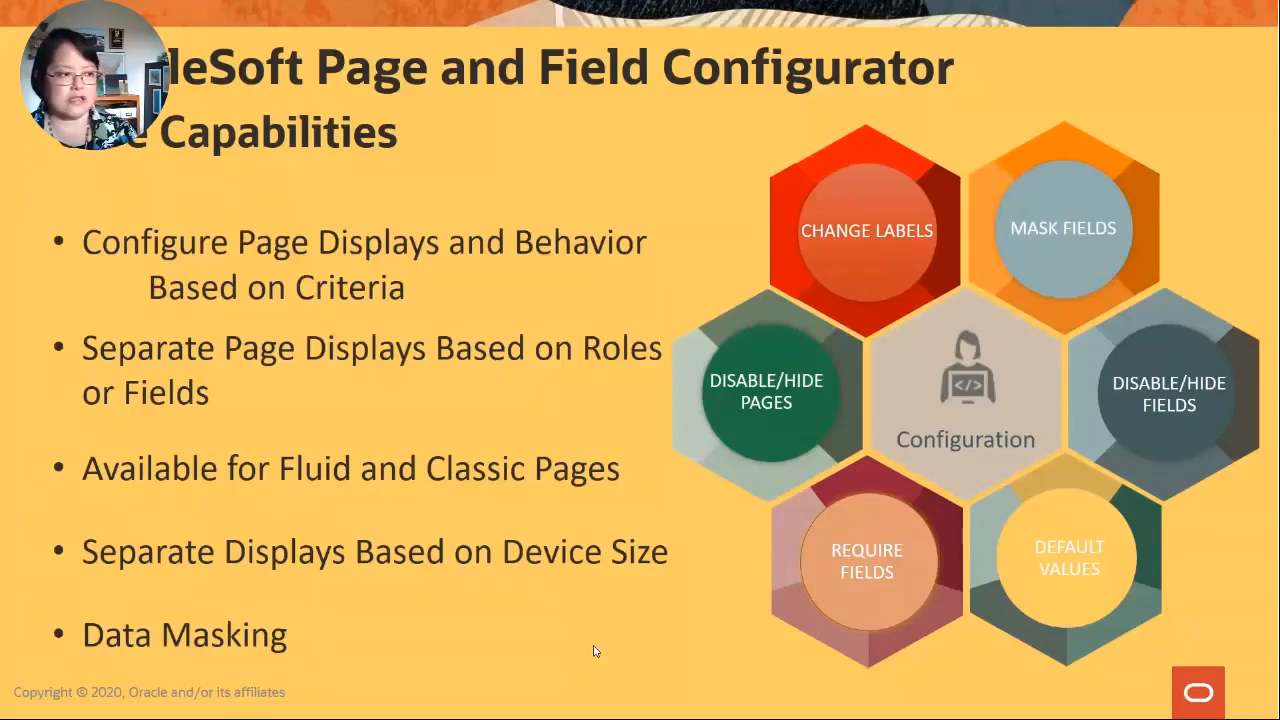 leSoft Page and Field Configurator
Capabilities
• Configure Page Displays and Behavior
Based on Criteria
• Separate Page Displays Based on Roles
or Fields
• Available for Fluid and Classic Pages
• Separate Displays Based on Device Size
• Data Masking
CHANGE LABELS
MASK FIELDS
DISABLE/HIDE
PAGES
</>
Configuration
DISABLE/HIDE
FIELDS
REQUIRE
FIELDS
DEFAULT
VALUES
Copyright © 2020, Oracle and/or its affiliates